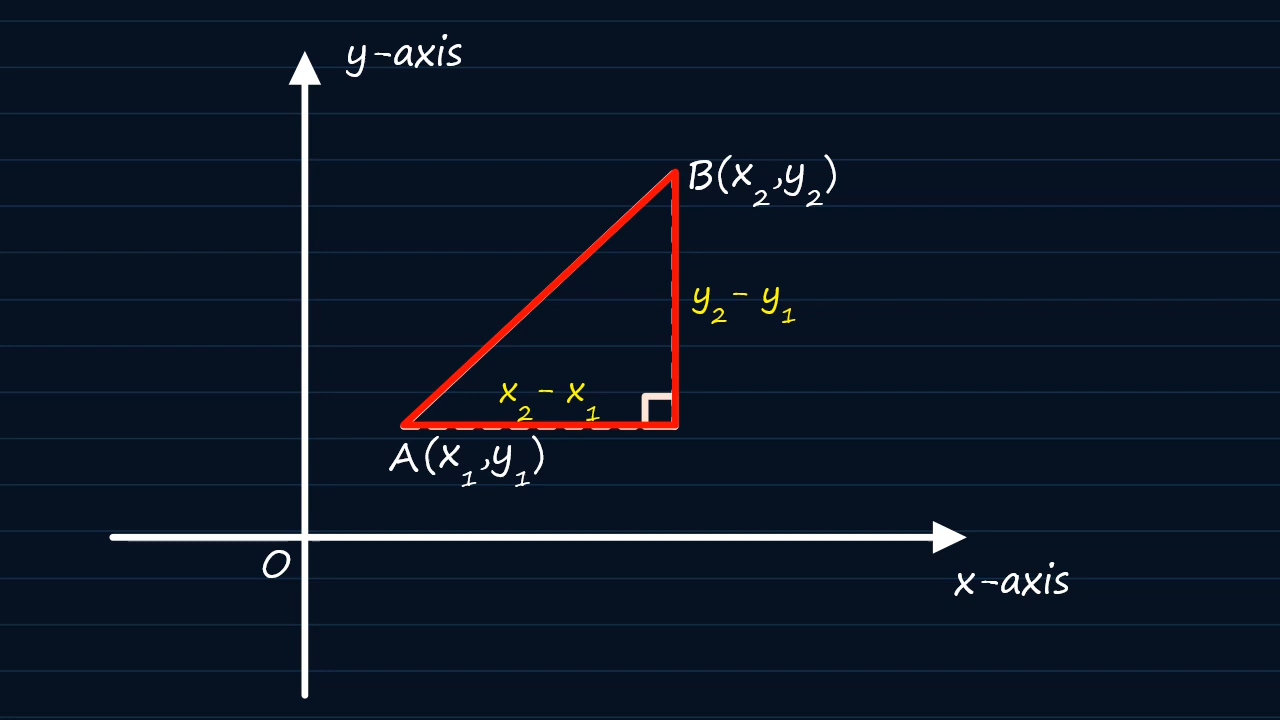 y-axis
B(x₂,y₂)
y₂ - y₁
x₂ - x₁
A(x₁,y₁)
O
x-axis